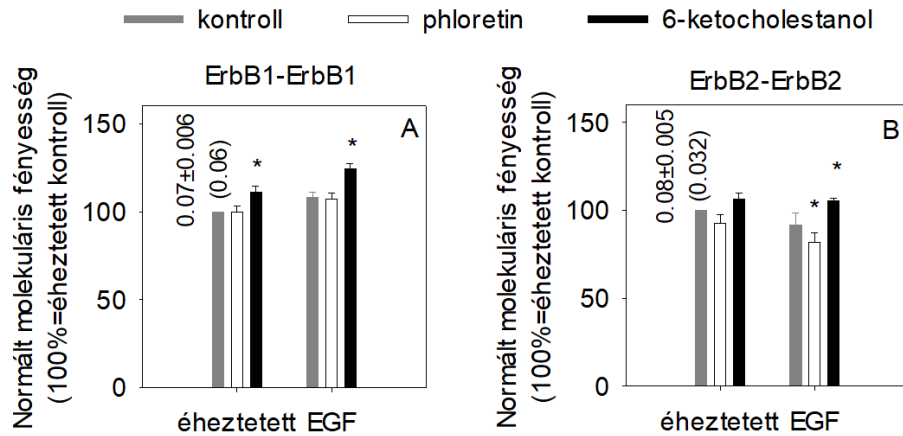 kontroll phloretin 6-ketocholestanol
ErbB1-ErbB1
Normált molekuláris fényesség
(100%=éheztetett kontroll)
150
100
50
0
0.07±0.006
(0.06)
*
*
A
éheztetett EGF
ErbB2-ErbB2
Normált molekuláris fényesség
(100%=éheztetett kontroll)
150
100
50
0
0.08±0.005
(0.032)
*
*
B
éheztetett EGF